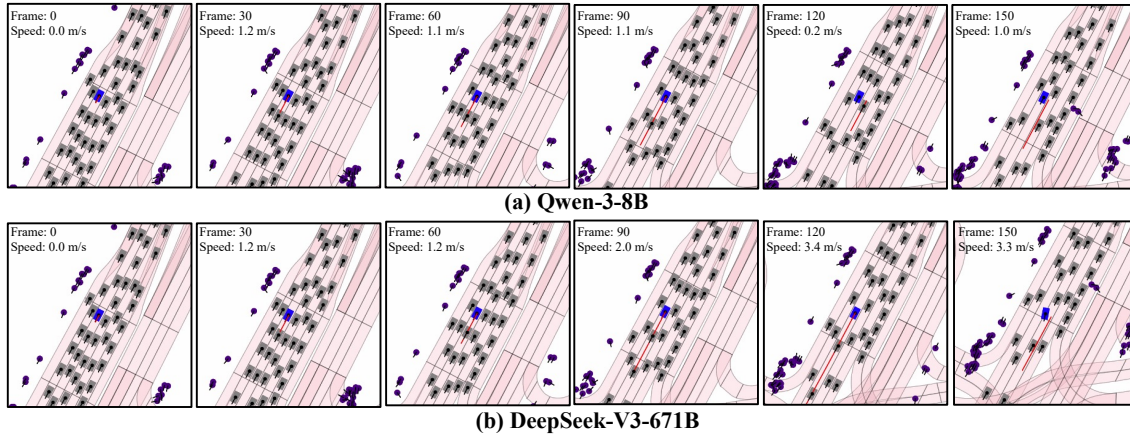 Frame: 0
Speed: 0.0 m/s
Frame: 30
Speed: 1.2 m/s
Frame: 60
Speed: 1.1 m/s
Frame: 90
Speed: 1.1 m/s
Frame: 120
Speed: 0.2 m/s
Frame: 150
Speed: 1.0 m/s
(a) Qwen-3-8B
Frame: 0
Speed: 0.0 m/s
Frame: 30
Speed: 1.2 m/s
Frame: 60
Speed: 1.2 m/s
Frame: 90
Speed: 2.0 m/s
Frame: 120
Speed: 3.4 m/s
Frame: 150
Speed: 3.3 m/s
(b) DeepSeek-V3-671B